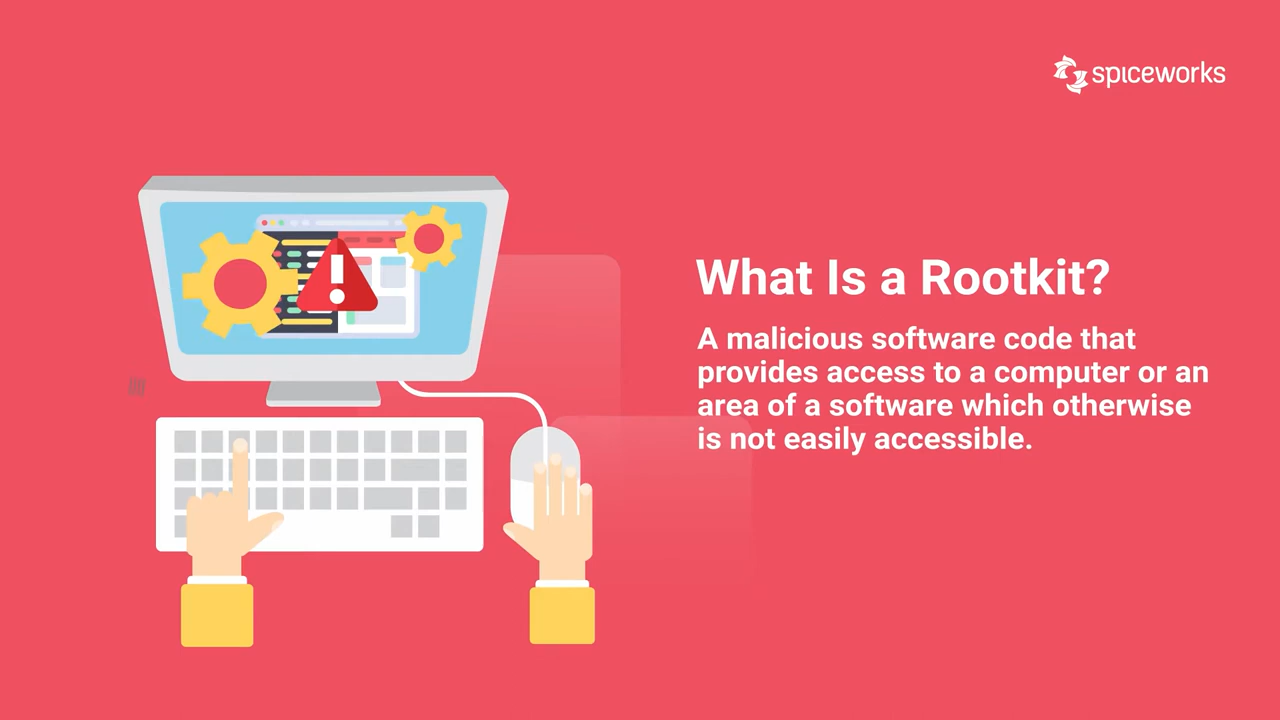 spiceworks
What Is a Rootkit?
A malicious software code that
provides access to a computer or an
area of a software which otherwise
is not easily accessible.